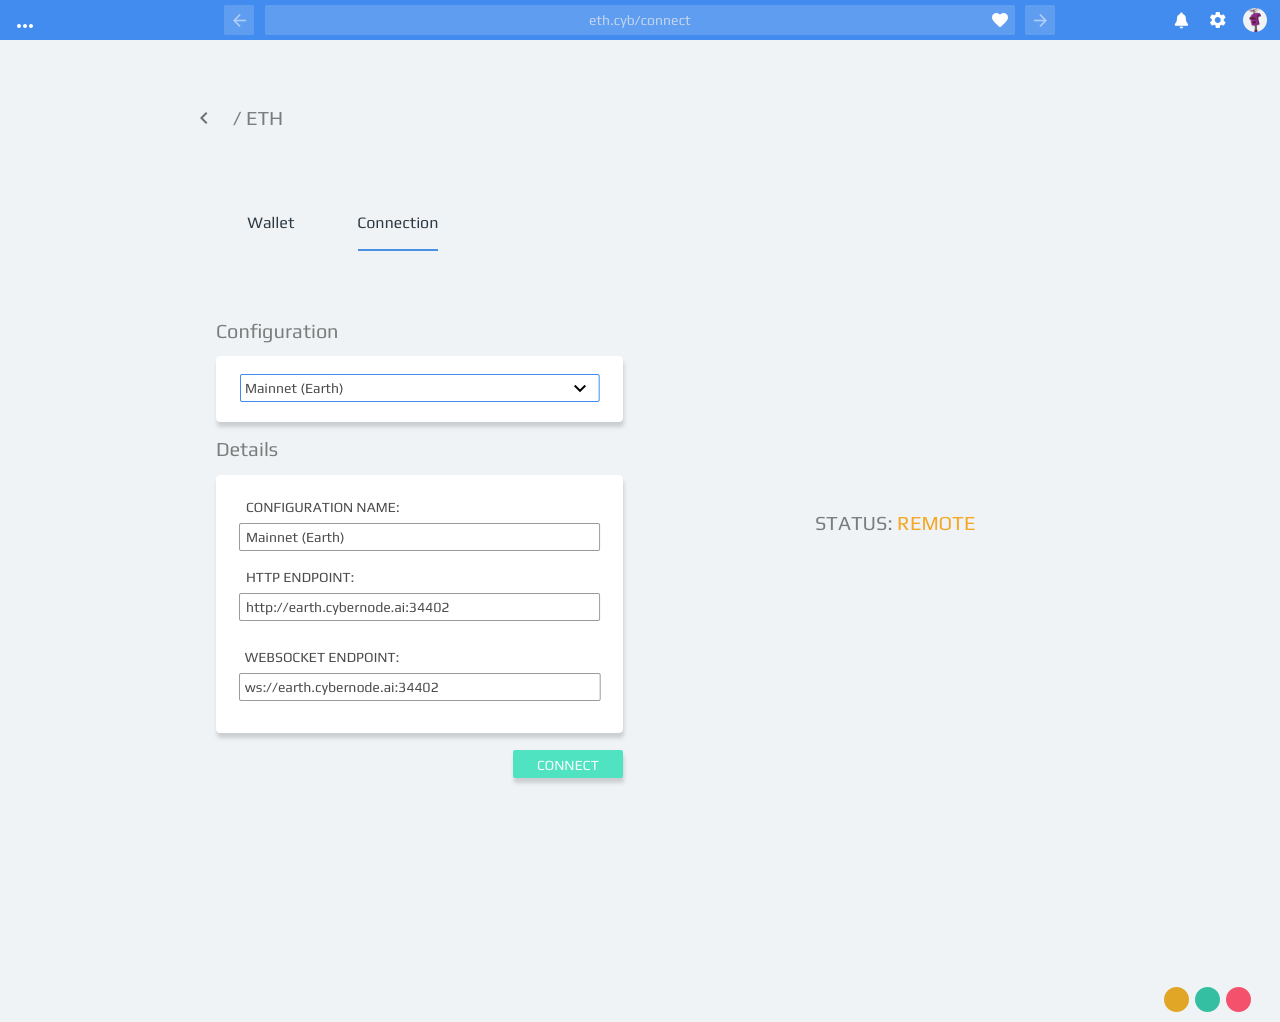 eth.cyb/connect
/ ETH
Wallet Connection
Configuration
Mainnet (Earth)
Details
CONFIGURATION NAME:
Mainnet (Earth)
HTTP ENDPOINT:
http://earth.cybernode.ai:34402
WEBSOCKET ENDPOINT:
ws://earth.cybernode.ai:34402
CONNECT
STATUS: REMOTE